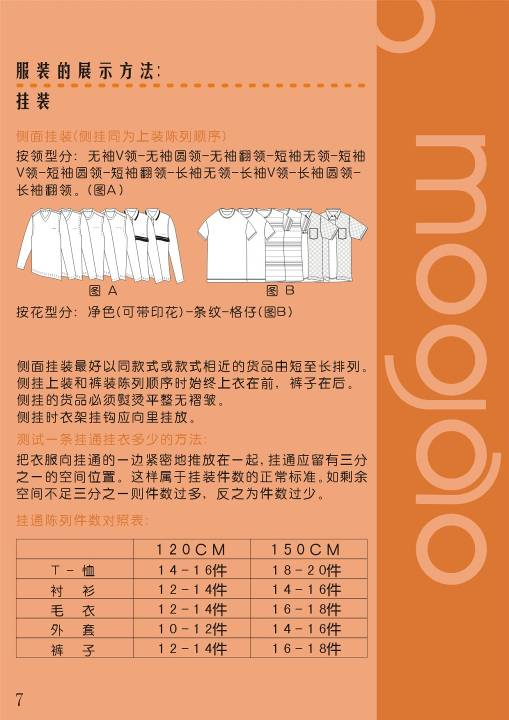 服装的展示方法:
挂装
侧面挂装(侧挂同为上装陈列顺序)
按领型分: 无袖V领-无袖圆领-无袖翻领-短袖无领-短袖
V领-短袖圆领-短袖翻领-长袖无领-长袖V领-长袖圆领-
长袖翻领。(图A)
图 A
图 B
按花型分: 净色(可带印花)-条纹-格仔(图B)
侧面挂装最好以同款式或款式相近的货品由短至长排列。
侧挂上装和裤装陈列顺序时始终上衣在前, 裤子在后。
侧挂的货品必须熨烫平整无褶皱。
侧挂时衣架挂钩应向里挂放。
测试一条挂通挂衣多少的方法:
把衣服向挂通的一边紧密地推放在一起,挂通应留有三分
之一的空间位置。这样属于挂装件数的正常标准。如剩余
空间不足三分之一则件数过多, 反之为件数过少。
挂通陈列件数对照表:
120CM 150CM
T-恤 14-16件 18-20件
衬 衫 12-14件 14-16件
毛 衣 12-14件 16-18件
外 套 10-12件 14-16件
裤 子 12-14件 16-18件
7
moogloo